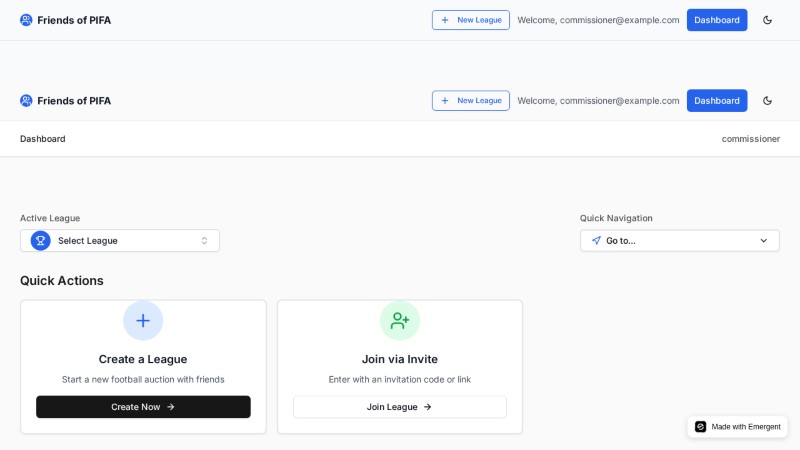 Friends of PIFA
New League
Welcome, commissioner@example.com
Dashboard
Friends of PIFA
New League
Welcome, commissioner@example.com
Dashboard
Dashboard
commissioner
Active League
Quick Navigation
Select League
Go to...
Quick Actions
Create a League
Start a new football auction with friends
Create Now
Join via Invite
Enter with an invitation code or link
Join League
Made with Emergent